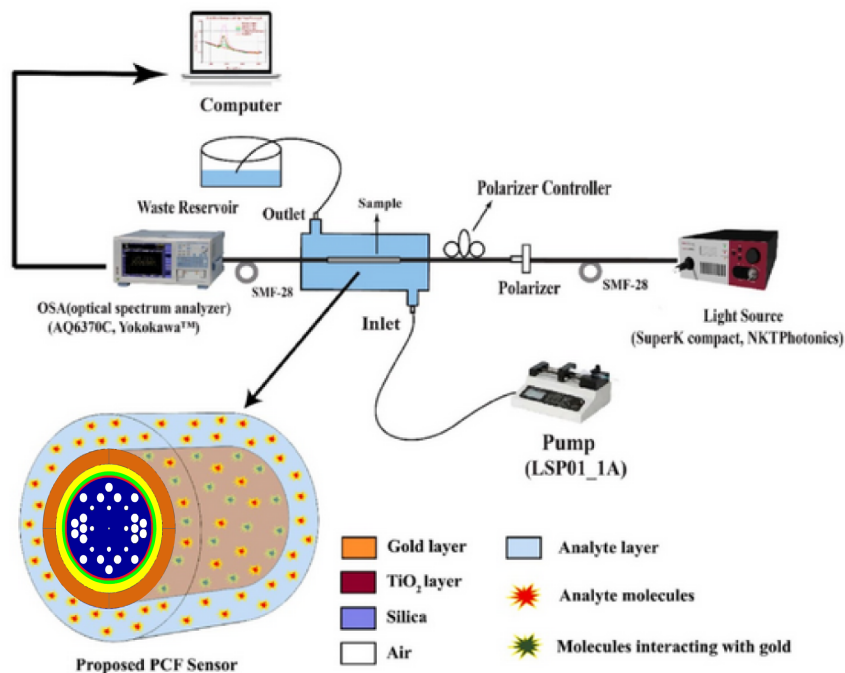 Computer
Waste Reservoir
Outlet
Sample
Polarizer Controller
SMF-28
Polarizer
SMF-28
OSA(optical spectrum analyzer)
(AQ6370C, Yokokawa™)
Inlet
Light Source
(SuperK compact, NKTPhotonics)
Pump
(LSP01_1A)
Gold layer
TiO₂ layer
Silica
Air
Analyte layer
Analyte molecules
Molecules interacting with gold
Proposed PCF Sensor